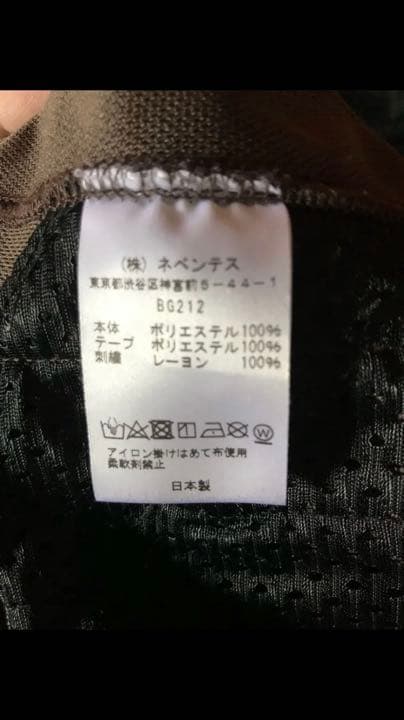 (株) ネペンテス
東京都渋谷区神宮前5-44-1
BG212
本体 ポリエステル100%
テープ ポリエステル100%
刺繍 レーヨン 100%
W
アイロン掛けはあて布使用
柔軟剤禁止
日本製